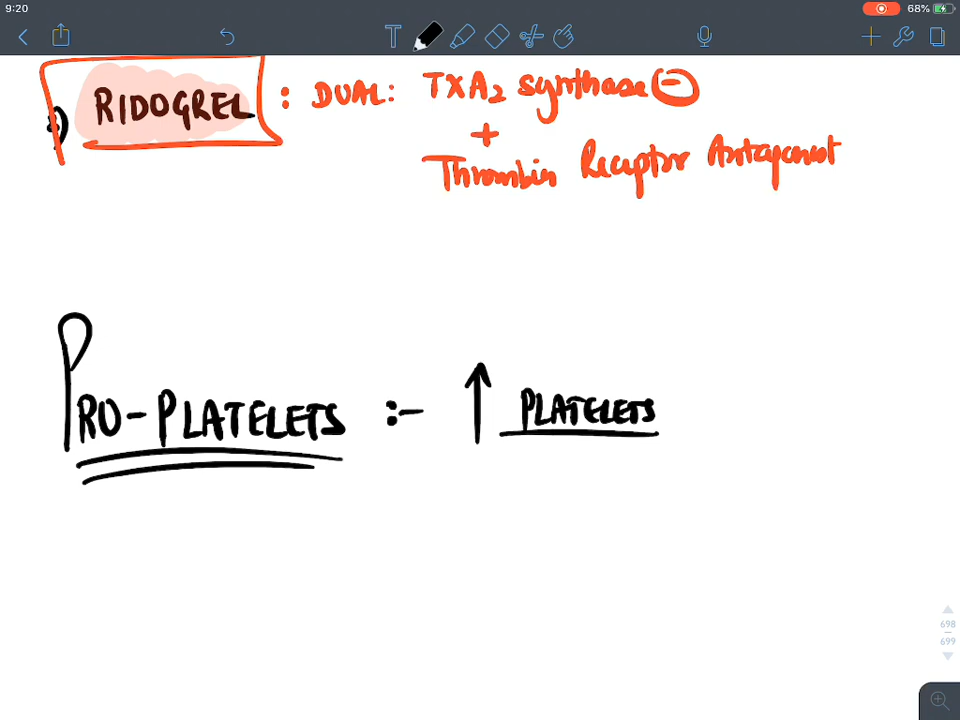 9:20
68%
T
RIDOGREL : DUAL: TXA2 synthase (-)
+
Thrombin Receptor Antagonist
PRO-PLATELETS :- ↑ PLATELETS
698
699